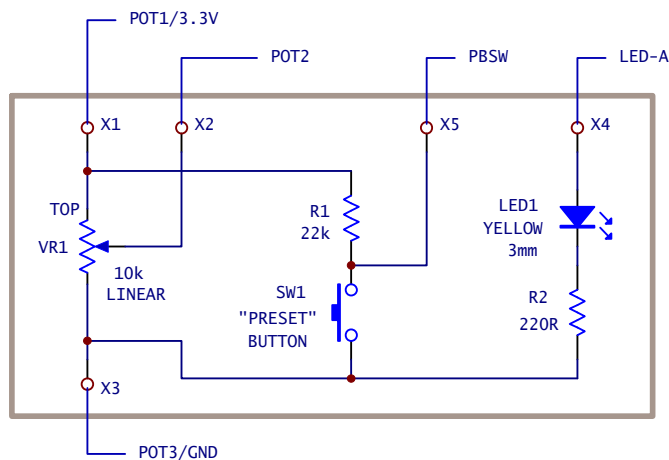 POT1/3.3V
POT2
PBSW
LED-A
X1
X2
X5
X4
TOP
VR1
10k
LINEAR
R1
22k
LED1
YELLOW
3mm
SW1
"PRESET"
BUTTON
R2
220R
X3
POT3/GND